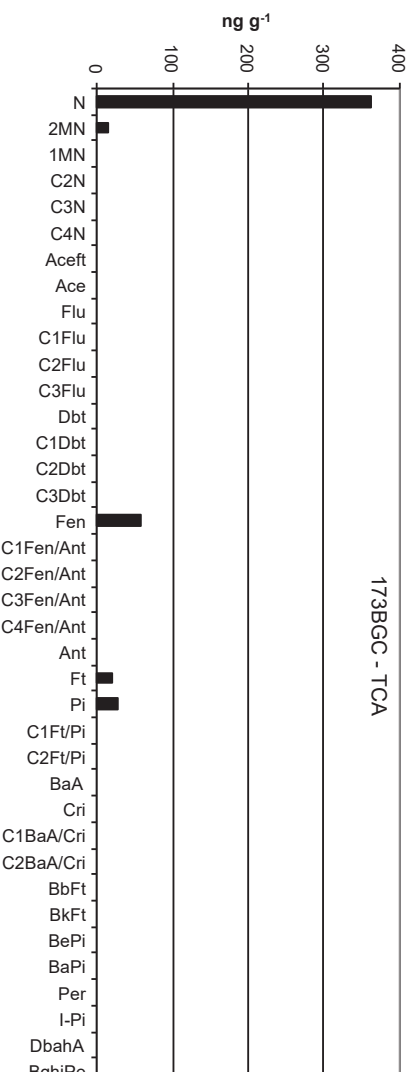 ng g-1
0 100 200 300 400
N
2MN
1MN
C2N
C3N
C4N
Aceft
Ace
Flu
C1Flu
C2Flu
C3Flu
Dbt
C1Dbt
C2Dbt
C3Dbt
Fen
C1Fen/Ant
C2Fen/Ant
C3Fen/Ant
C4Fen/Ant
Ant
Ft
Pi
C1Ft/Pi
C2Ft/Pi
BaA
Cri
C1BaA/Cri
C2BaA/Cri
BbFt
BkFt
BePi
BaPi
Per
I-Pi
DbahA
173BGC - TCA